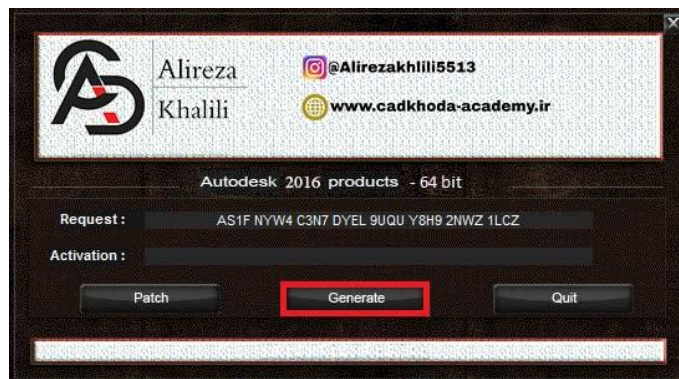 X
Alireza
Khalili
@Alirezakhlili5513
www.cadkhoda-academy.ir
Autodesk 2016 products - 64 bit
Request : AS1F NYW4 C3N7 DYEL 9UQU Y8H9 2NWZ 1LCZ
Activation :
Patch Generate Quit